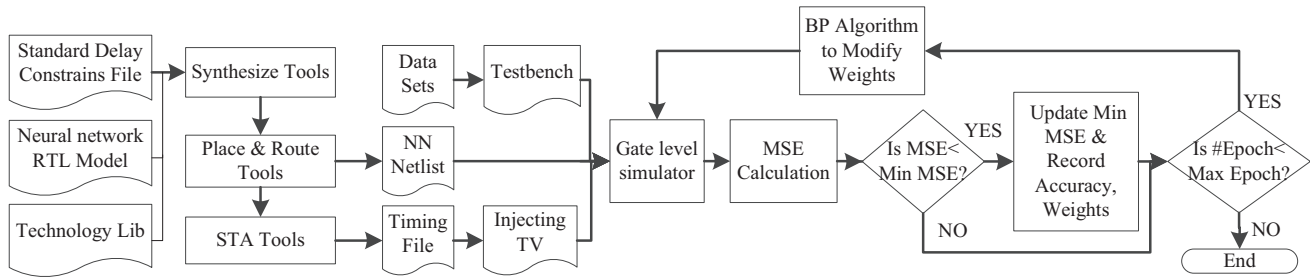 Standard Delay
Constrains File
Neural network
RTL Model
Technology Lib
Synthesize Tools
Place & Route
Tools
STA Tools
Data
Sets
Testbench
NN
Netlist
Timing
File
Injecting
TV
Gate level
simulator
BP Algorithm
to Modify
Weights
MSE
Calculation
Is MSE<
Min MSE?
YES
NO
Update Min
MSE &
Record
Accuracy,
Weights
Is #Epoch<
Max Epoch?
YES
NO
End